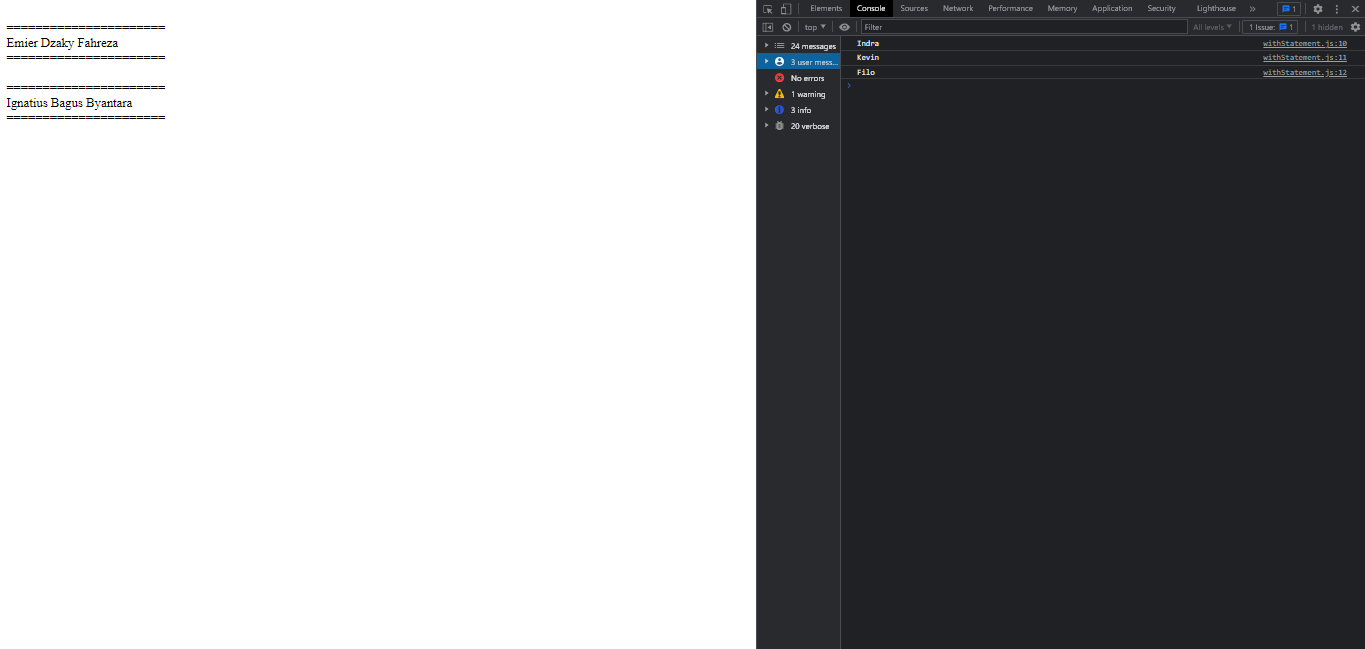 ======================
Emier Dzaky Fahreza
======================
======================
Ignatius Bagus Byantara
======================
Elements Console Sources Network Performance Memory Application Security Lighthouse » 1
top ▼ Filter All levels ▼ 1 Issue: 1 1 hidden
24 messages
3 user mess...
No errors
1 warning
3 info
20 verbose
Indra withStatement.js:10
Kevin withStatement.js:11
Filo withStatement.js:12